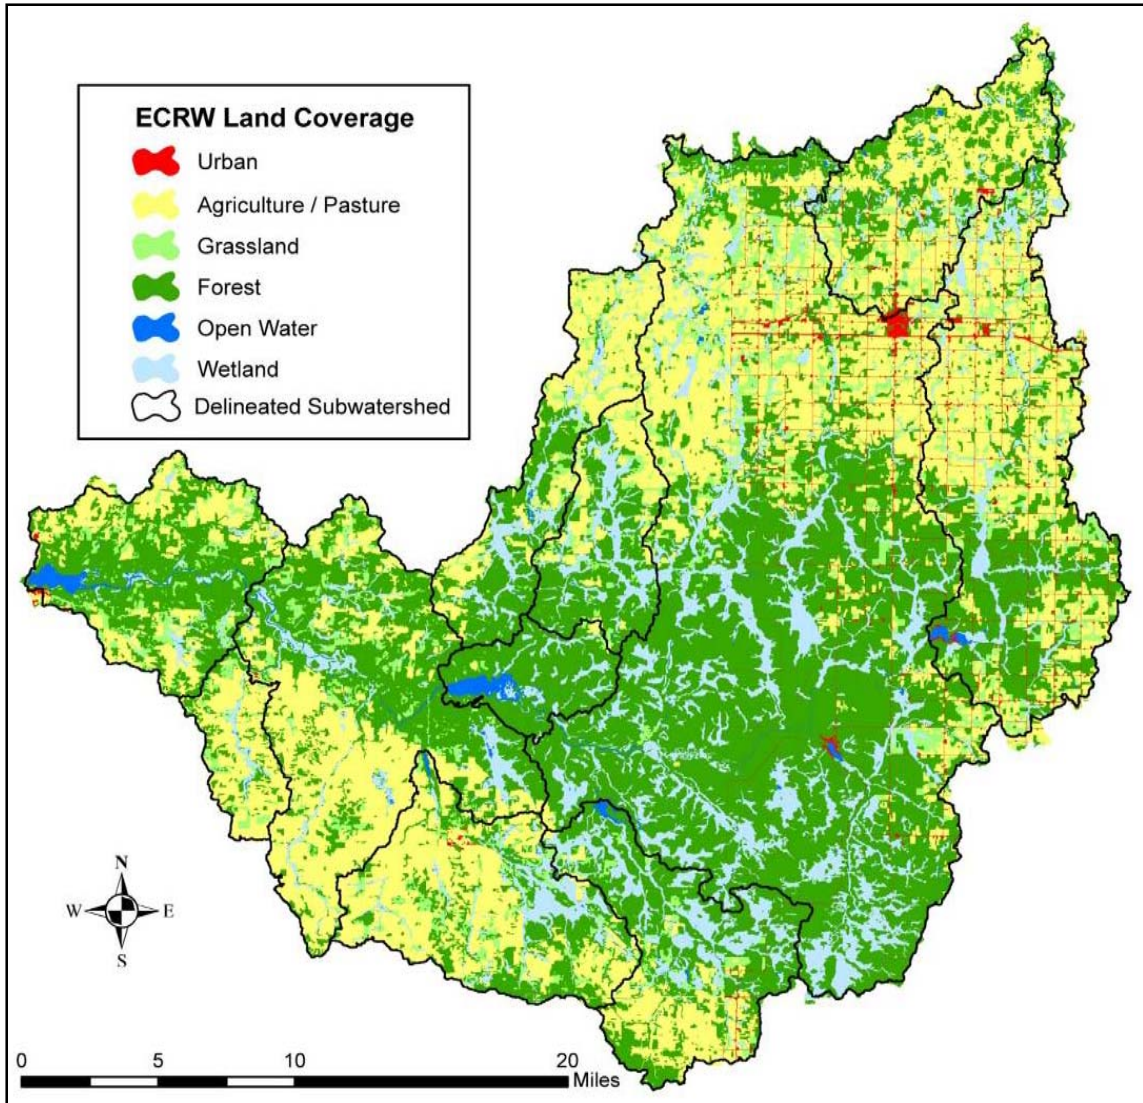 ECRW Land Coverage
Urban
Agriculture / Pasture
Grassland
Forest
Open Water
Wetland
Delineated Subwatershed
N
W E
S
0 5 10 20
Miles